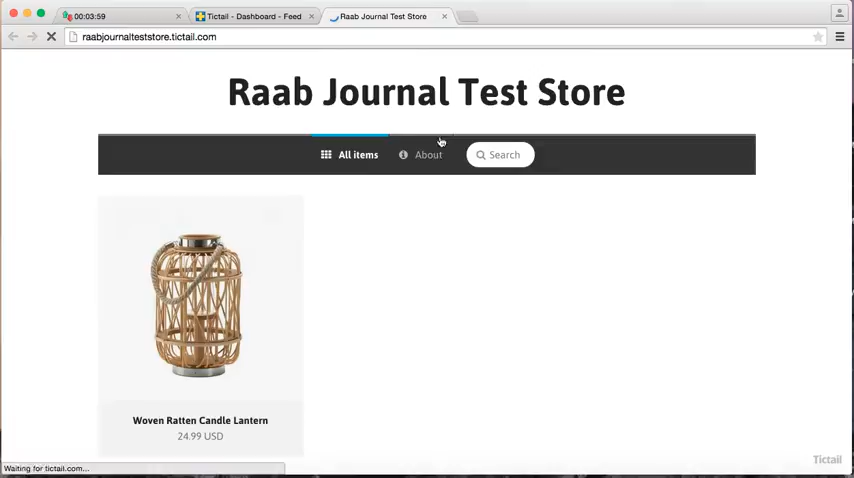 00:03:59
Tictail - Dashboard - Feed
Raab Journal Test Store
raabjournalteststore.tictail.com
Raab Journal Test Store
All items
About
Search
Woven Ratten Candle Lantern
24.99 USD
Waiting for tictail.com...
Tictail